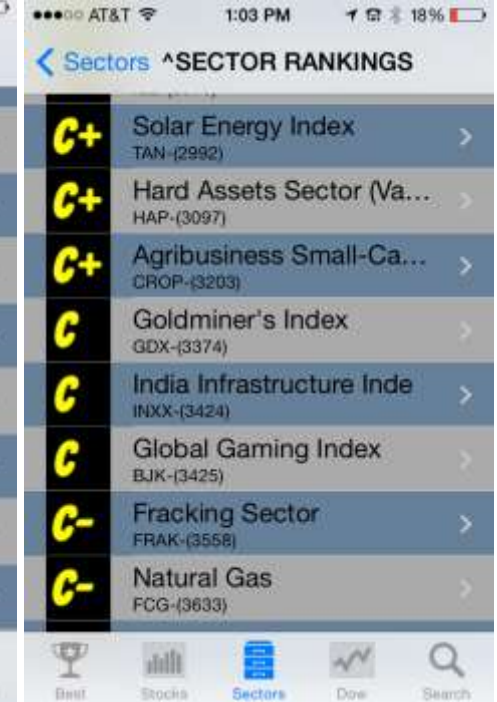 AT&T 1:03 PM 18%
Sectors ^SECTOR RANKINGS
C+ Solar Energy Index
TAN-(2992)
C+ Hard Assets Sector (Va...
HAP-(3097)
C+ Agribusiness Small-Ca...
CROP-(3203)
C Goldminer's Index
GDX-(3374)
C India Infrastructure Inde
INXX-(3424)
C Global Gaming Index
BJK-(3425)
C- Fracking Sector
FRAK-(3558)
C- Natural Gas
FCG-(3633)
Best Stocks Sectors Dow Search